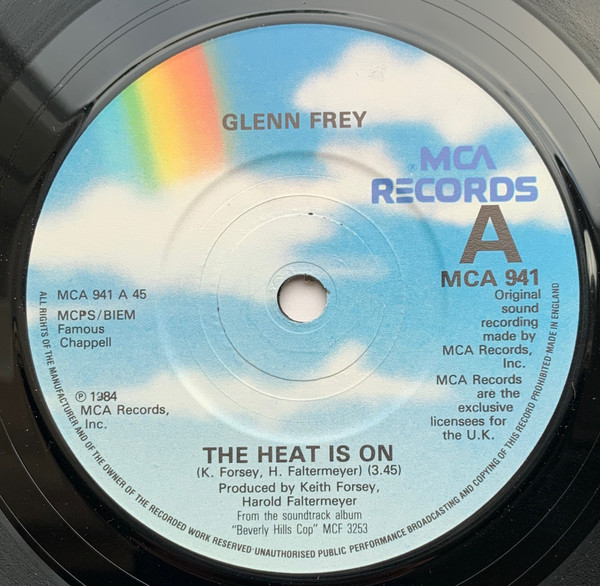 GLENN FREY
MCA
RECORDS
A
MCA 941
MCA 941 A 45
MCPS/BIEM
Famous
Chappell
Ⓟ 1984
MCA Records,
Inc.
Original
sound
recording
made by
MCA Records,
Inc.
MCA Records
are the
exclusive
licensees for
the U.K.
THE HEAT IS ON
(K. Forsey, H. Faltermeyer) (3.45)
Produced by Keith Forsey,
Harold Faltermeyer
From the soundtrack album
"Beverly Hills Cop" MCF 3253
ALL RIGHTS OF THE MANUFACTURER AND OF THE OWNER OF THE RECORDED WORK RESERVED·UNAUTHORISED PUBLIC PERFORMANCE BROADCASTING AND COPYING OF THIS RECORD PROHIBITED·MADE IN ENGLAND